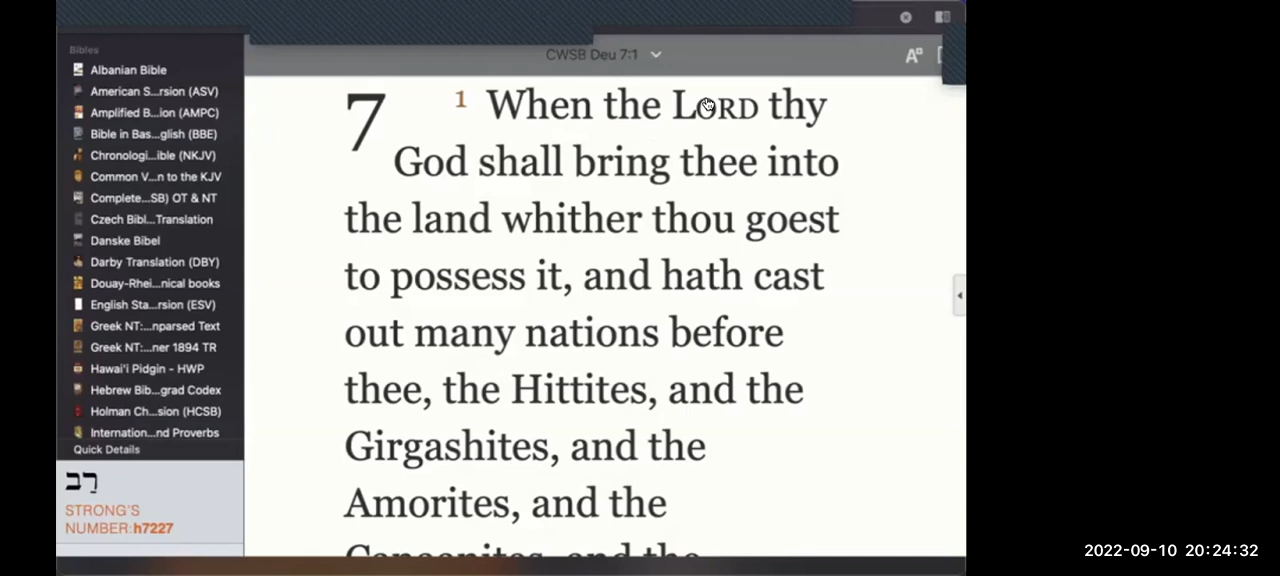 CWSB Deu 7:1
Bibles
Albanian Bible
American S...rsion (ASV)
Amplified B...ion (AMPC)
Bible in Bas...glish (BBE)
Chronologi...ible (NKJV)
Common V...n to the KJV
Complete...SB) OT & NT
Czech Bibl...Translation
Danske Bibel
Darby Translation (DBY)
Douay-Rhei...nical books
English Sta...rsion (ESV)
Greek NT:...nparsed Text
Greek NT:...ner 1894 TR
Hawai'i Pidgin - HWP
Hebrew Bib...grad Codex
Holman Ch...sion (HCSB)
Internation...nd Proverbs
Quick Details
רַב
STRONG'S
NUMBER:h7227
7 1 When the LORD thy
God shall bring thee into
the land whither thou goest
to possess it, and hath cast
out many nations before
thee, the Hittites, and the
Girgashites, and the
Amorites, and the
Canaanites, and the
2022-09-10 20:24:32